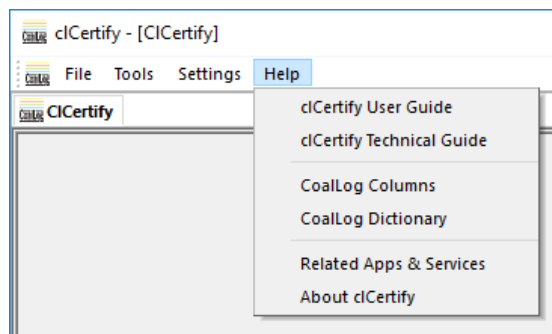 clCertify - [ClCertify]
File Tools Settings Help
ClCertify
clCertify User Guide
clCertify Technical Guide
CoalLog Columns
CoalLog Dictionary
Related Apps & Services
About clCertify